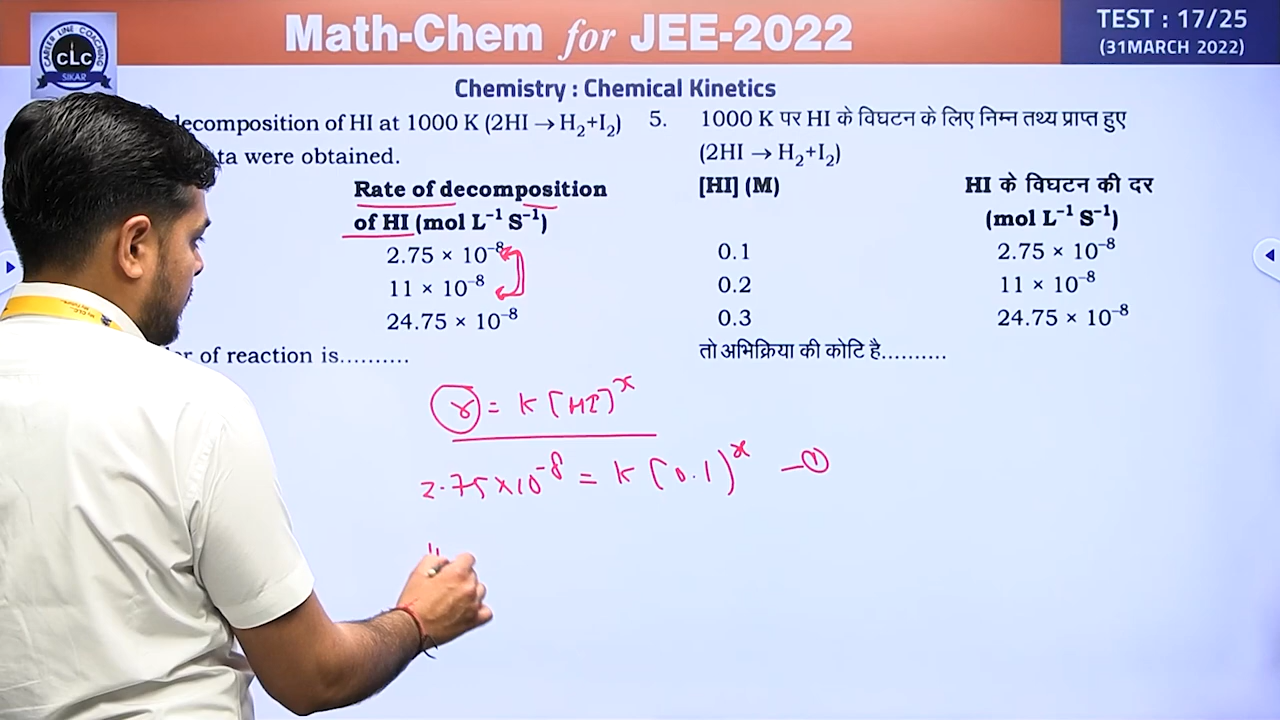 Math-Chem for JEE-2022
TEST : 17/25
(31MARCH 2022)
CAREER LINE COACHING
CLC
SIKAR
Chemistry : Chemical Kinetics
decomposition of HI at 1000 K (2HI → H₂+I₂)
were obtained.
Rate of decomposition
of HI (mol L⁻¹ S⁻¹)
2.75 × 10⁻⁸
11 × 10⁻⁸
24.75 × 10⁻⁸
of reaction is..........
5. 1000 K पर HI के विघटन के लिए निम्न तथ्य प्राप्त हुए
(2HI → H₂+I₂)
[HI] (M) HI के विघटन की दर
(mol L⁻¹ S⁻¹)
0.1 2.75 × 10⁻⁸
0.2 11 × 10⁻⁸
0.3 24.75 × 10⁻⁸
तो अभिक्रिया की कोटि है..........
r = K [HI]ˣ
2.75×10⁻⁸ = K [0.1]ˣ —①